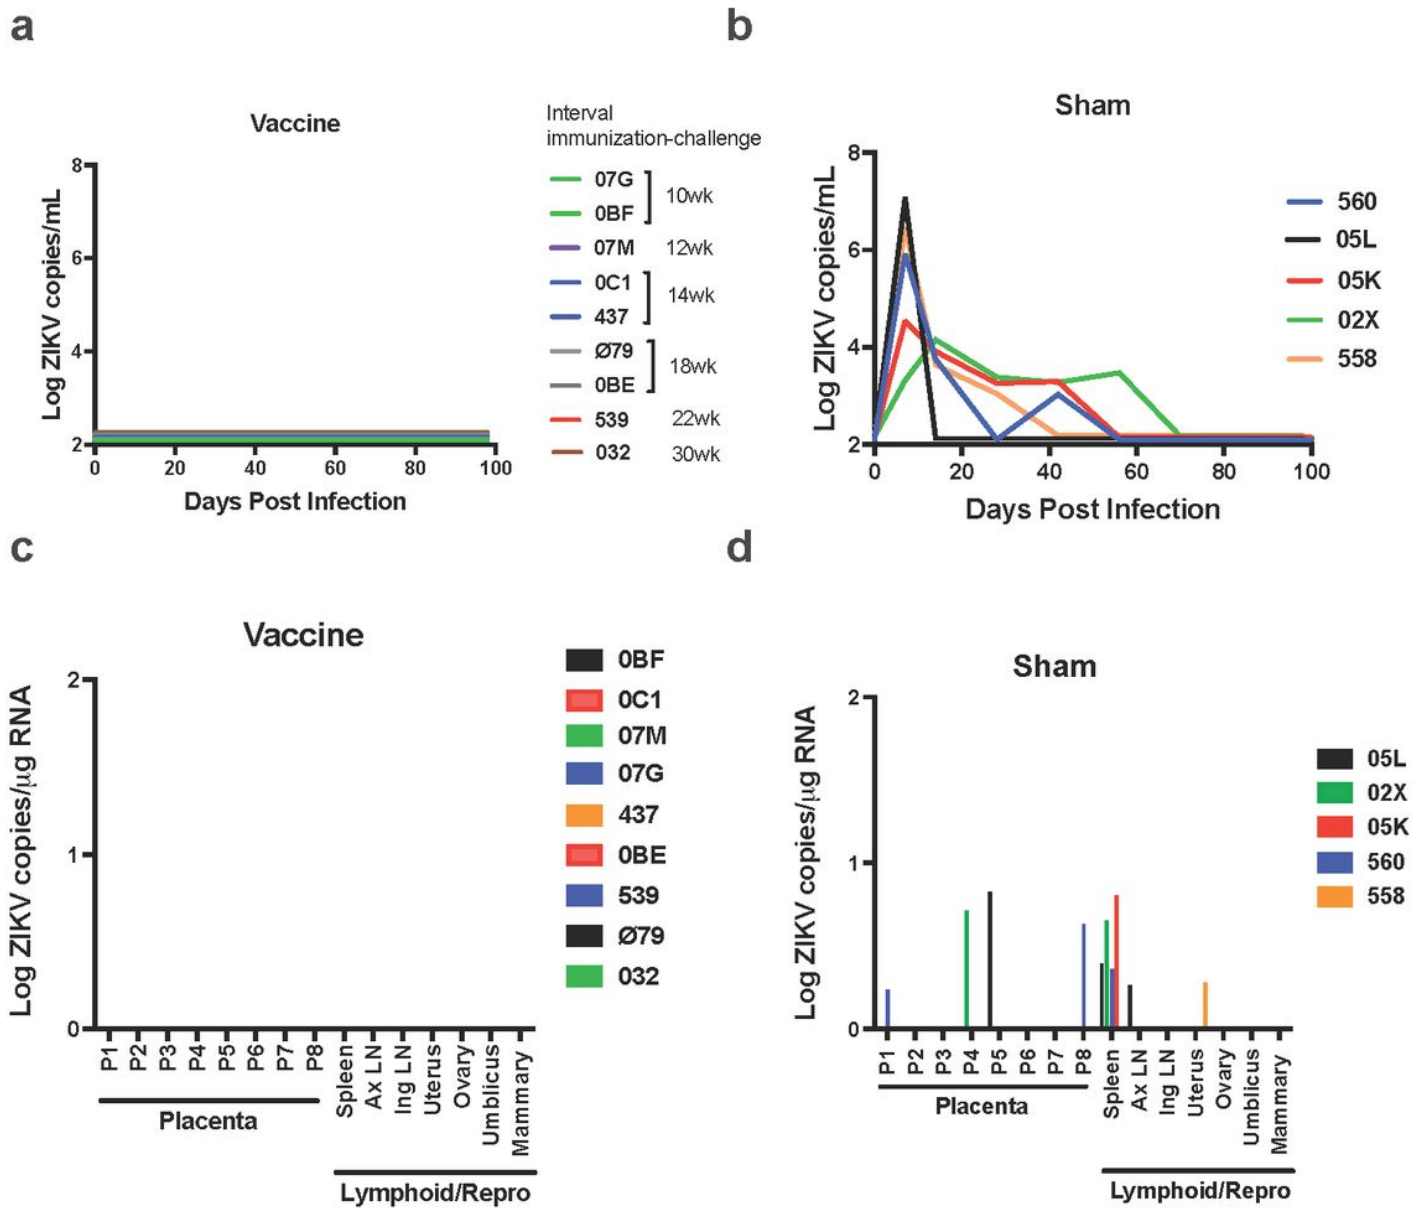 a
Vaccine
Log ZIKV copies/mL
8
6
4
2
0 20 40 60 80 100
Days Post Infection
Interval
immunization-challenge
07G
0BF
10wk
07M 12wk
0C1
437
14wk
Ø79
0BE
18wk
539 22wk
032 30wk
b
Sham
Log ZIKV copies/mL
8
6
4
2
0 20 40 60 80 100
Days Post Infection
560
05L
05K
02X
558
c
Vaccine
Log ZIKV copies/µg RNA
2
1
0
P1 P2 P3 P4 P5 P6 P7 P8 Spleen Ax LN Ing LN Uterus Ovary Umblicus Mammary
Placenta
Lymphoid/Repro
0BF
0C1
07M
07G
437
0BE
539
Ø79
032
d
Sham
Log ZIKV copies/µg RNA
2
1
0
P1 P2 P3 P4 P5 P6 P7 P8 Spleen Ax LN Ing LN Uterus Ovary Umblicus Mammary
Placenta
Lymphoid/Repro
05L
02X
05K
560
558